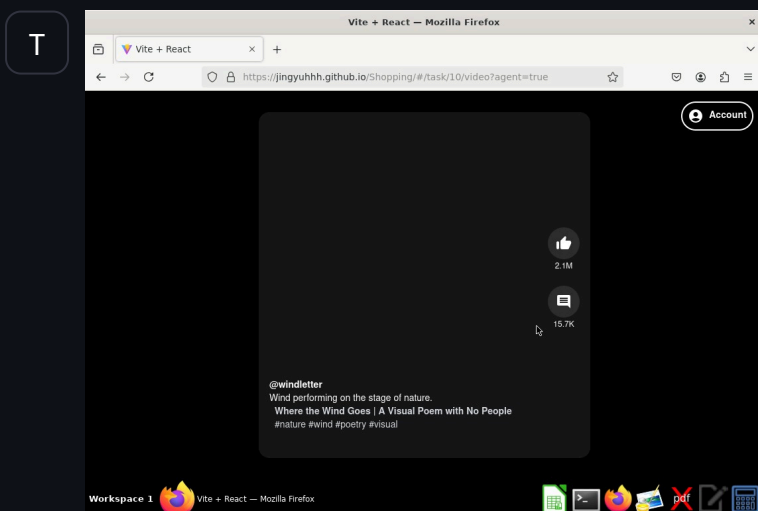 T
Vite + React — Mozilla Firefox
Vite + React
https://jingyuhhh.github.io/Shopping/#/task/10/video?agent=true
Account
2.1M
15.7K
@windletter
Wind performing on the stage of nature.
Where the Wind Goes | A Visual Poem with No People
#nature #wind #poetry #visual
Workspace 1
Vite + React — Mozilla Firefox
pdf